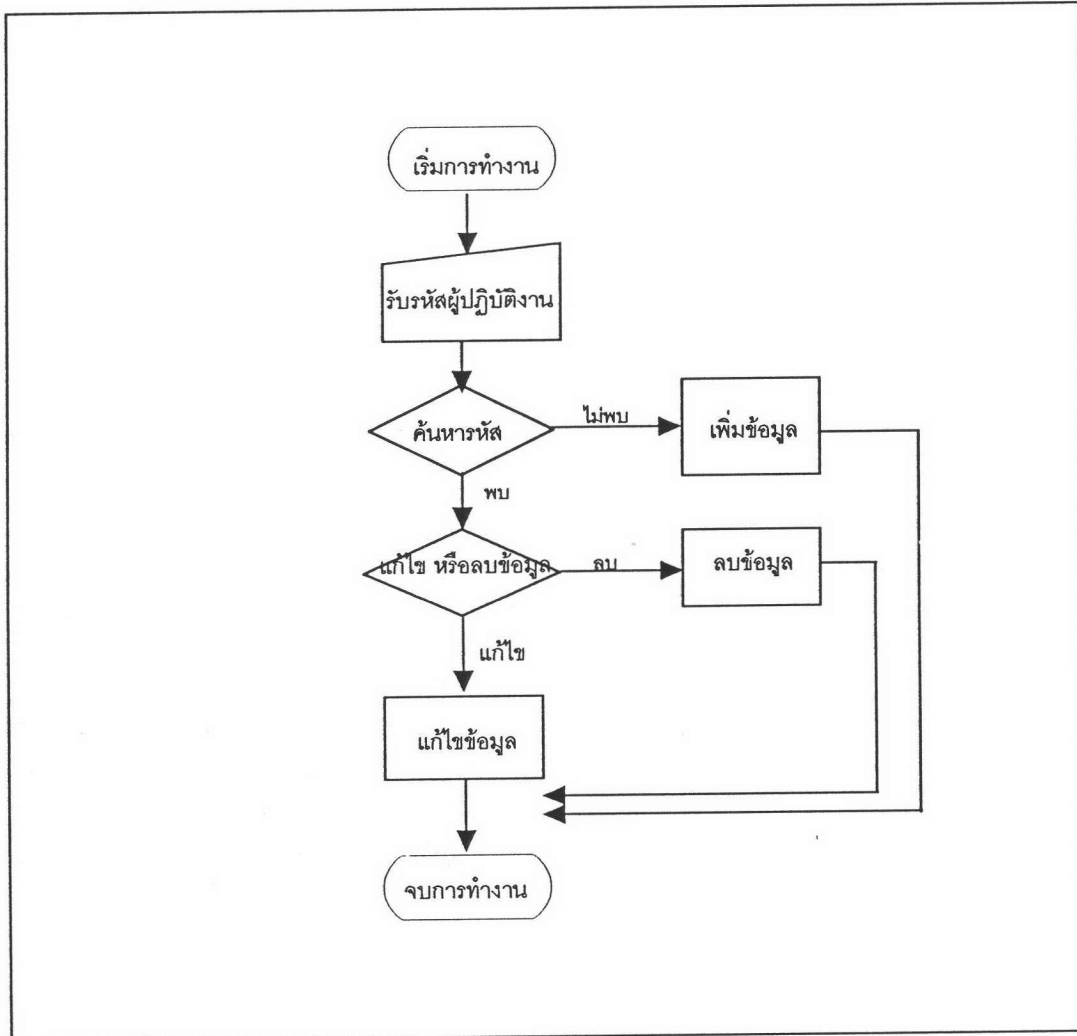 เริ่มการทำงาน
รับรหัสผู้ปฏิบัติงาน
ค้นหารหัส
ไม่พบ
เพิ่มข้อมูล
พบ
แก้ไข หรือลบข้อมูล
ลบ
ลบข้อมูล
แก้ไข
แก้ไขข้อมูล
จบการทำงาน